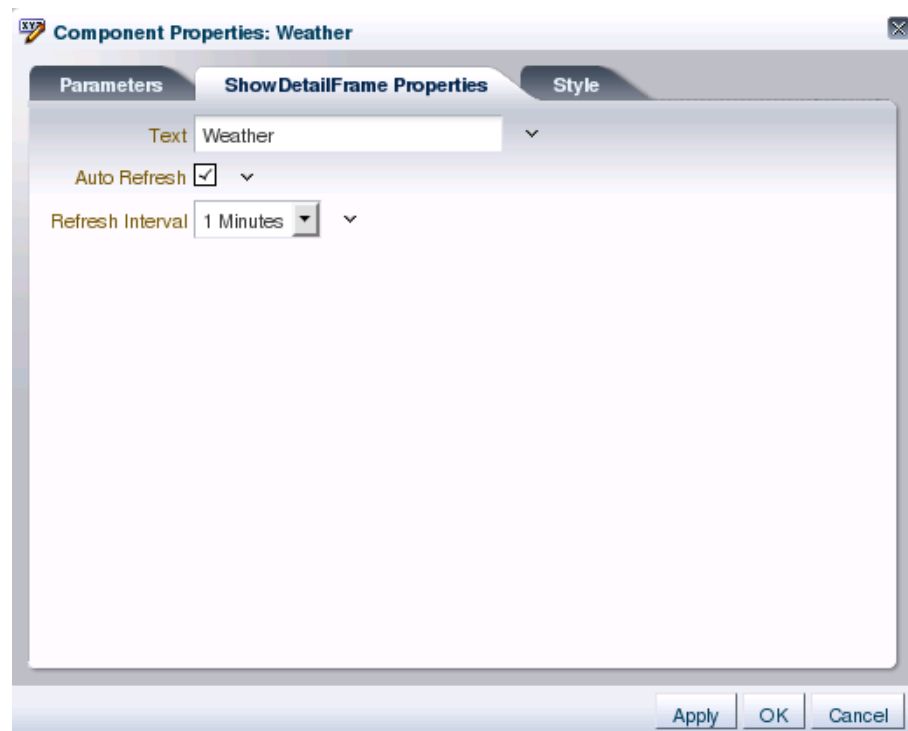 Component Properties: Weather
Parameters ShowDetailFrame Properties Style
Text Weather
Auto Refresh
Refresh Interval 1 Minutes
Apply OK Cancel